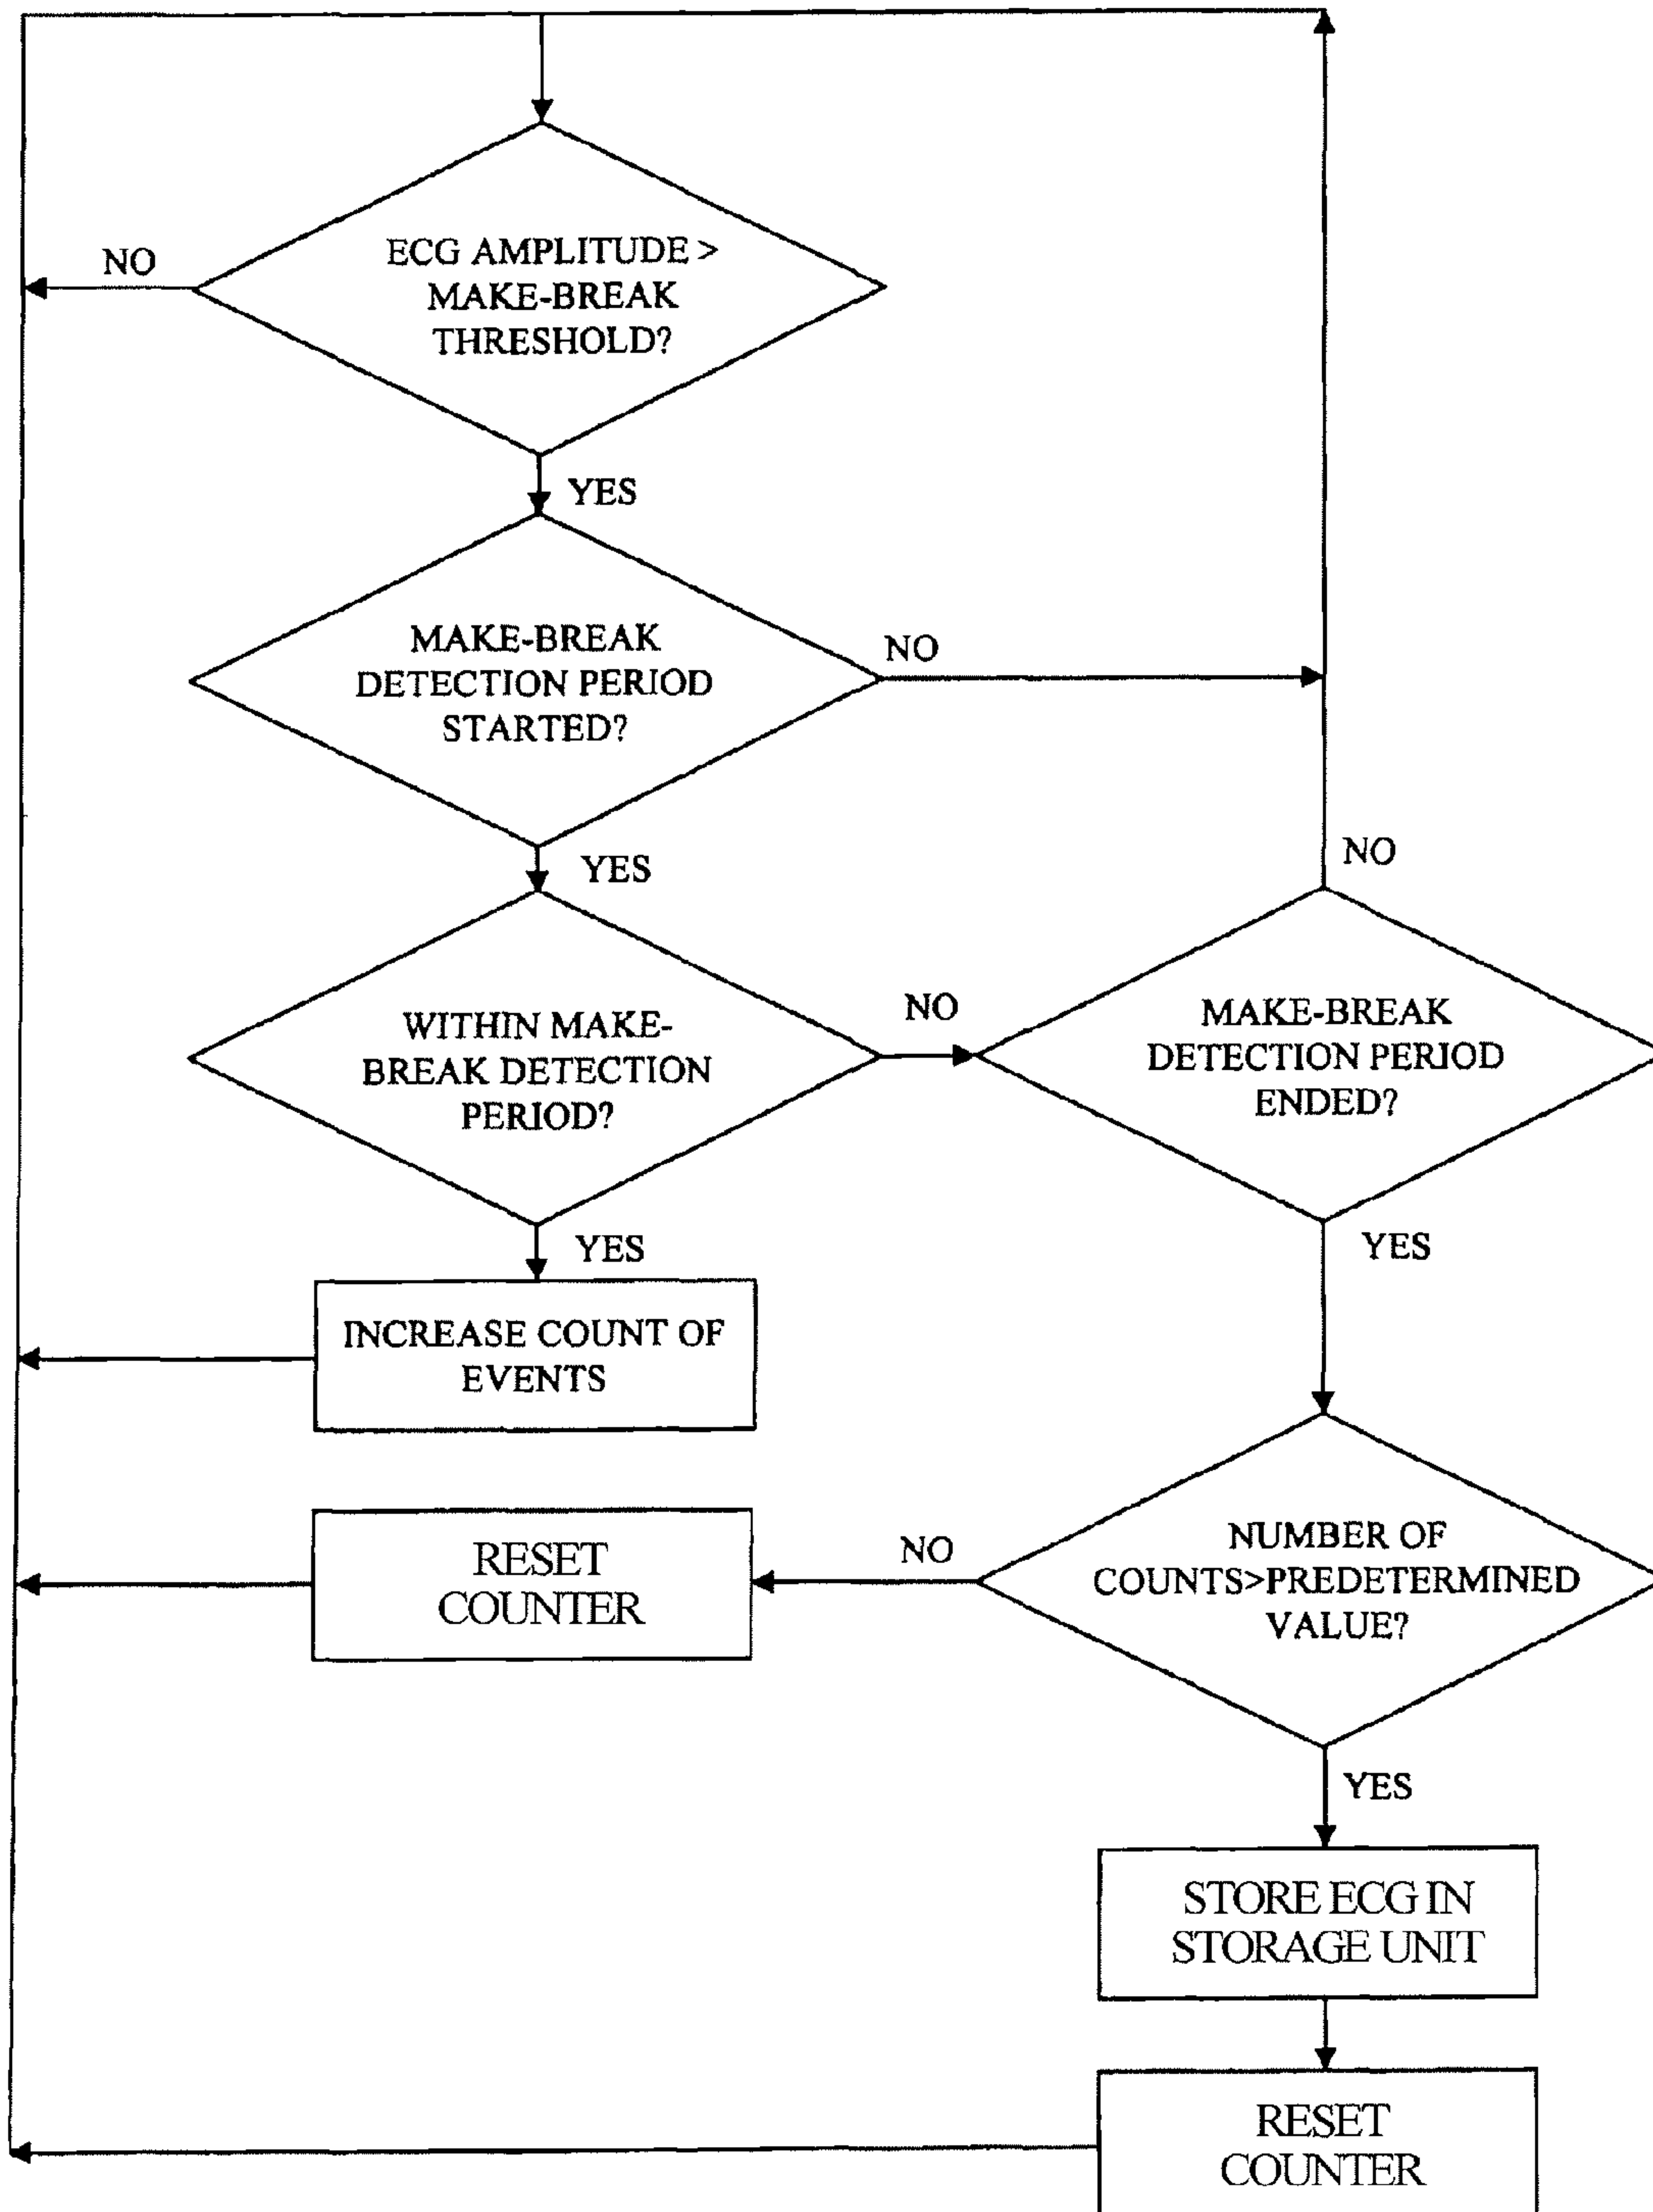 ECG AMPLITUDE >
MAKE-BREAK
THRESHOLD?
NO
YES
MAKE-BREAK
DETECTION PERIOD
STARTED?
NO
YES
WITHIN MAKE-
BREAK DETECTION
PERIOD?
NO
YES
MAKE-BREAK
DETECTION PERIOD
ENDED?
NO
YES
INCREASE COUNT OF
EVENTS
NUMBER OF
COUNTS>PREDETERMINED
VALUE?
NO
RESET
COUNTER
YES
STORE ECG IN
STORAGE UNIT
RESET
COUNTER